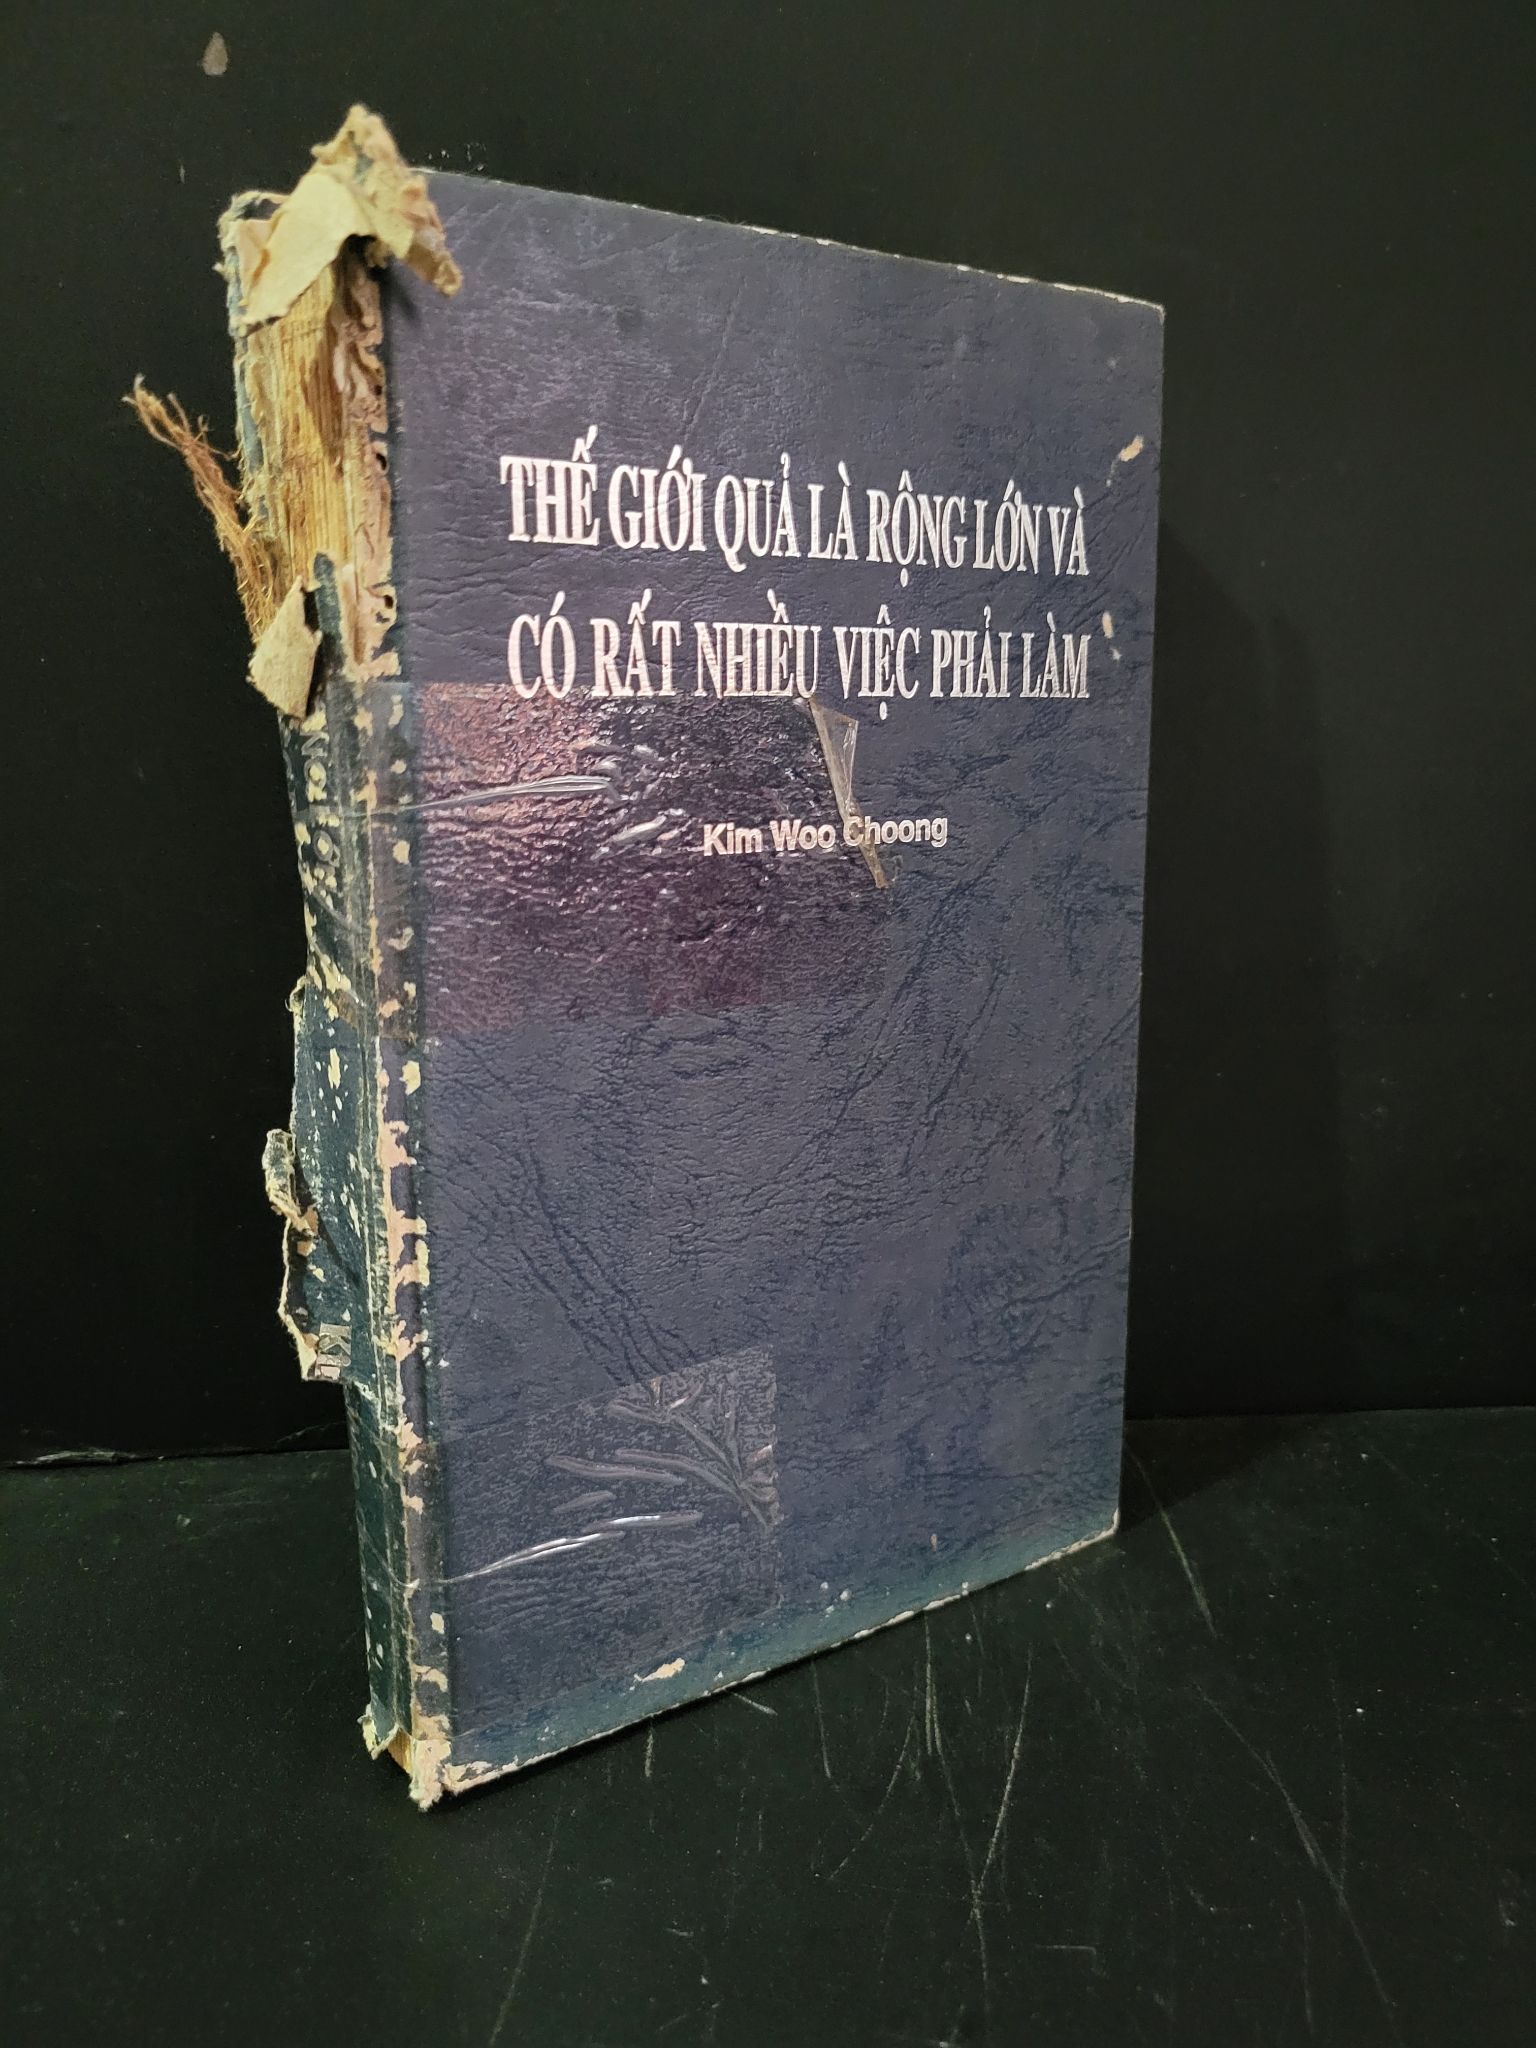 THẾ GIỚI QUẢ LÀ RỘNG LỚN VÀ
CÓ RẤT NHIỀU VIỆC PHẢI LÀM
Kim Woo Choong